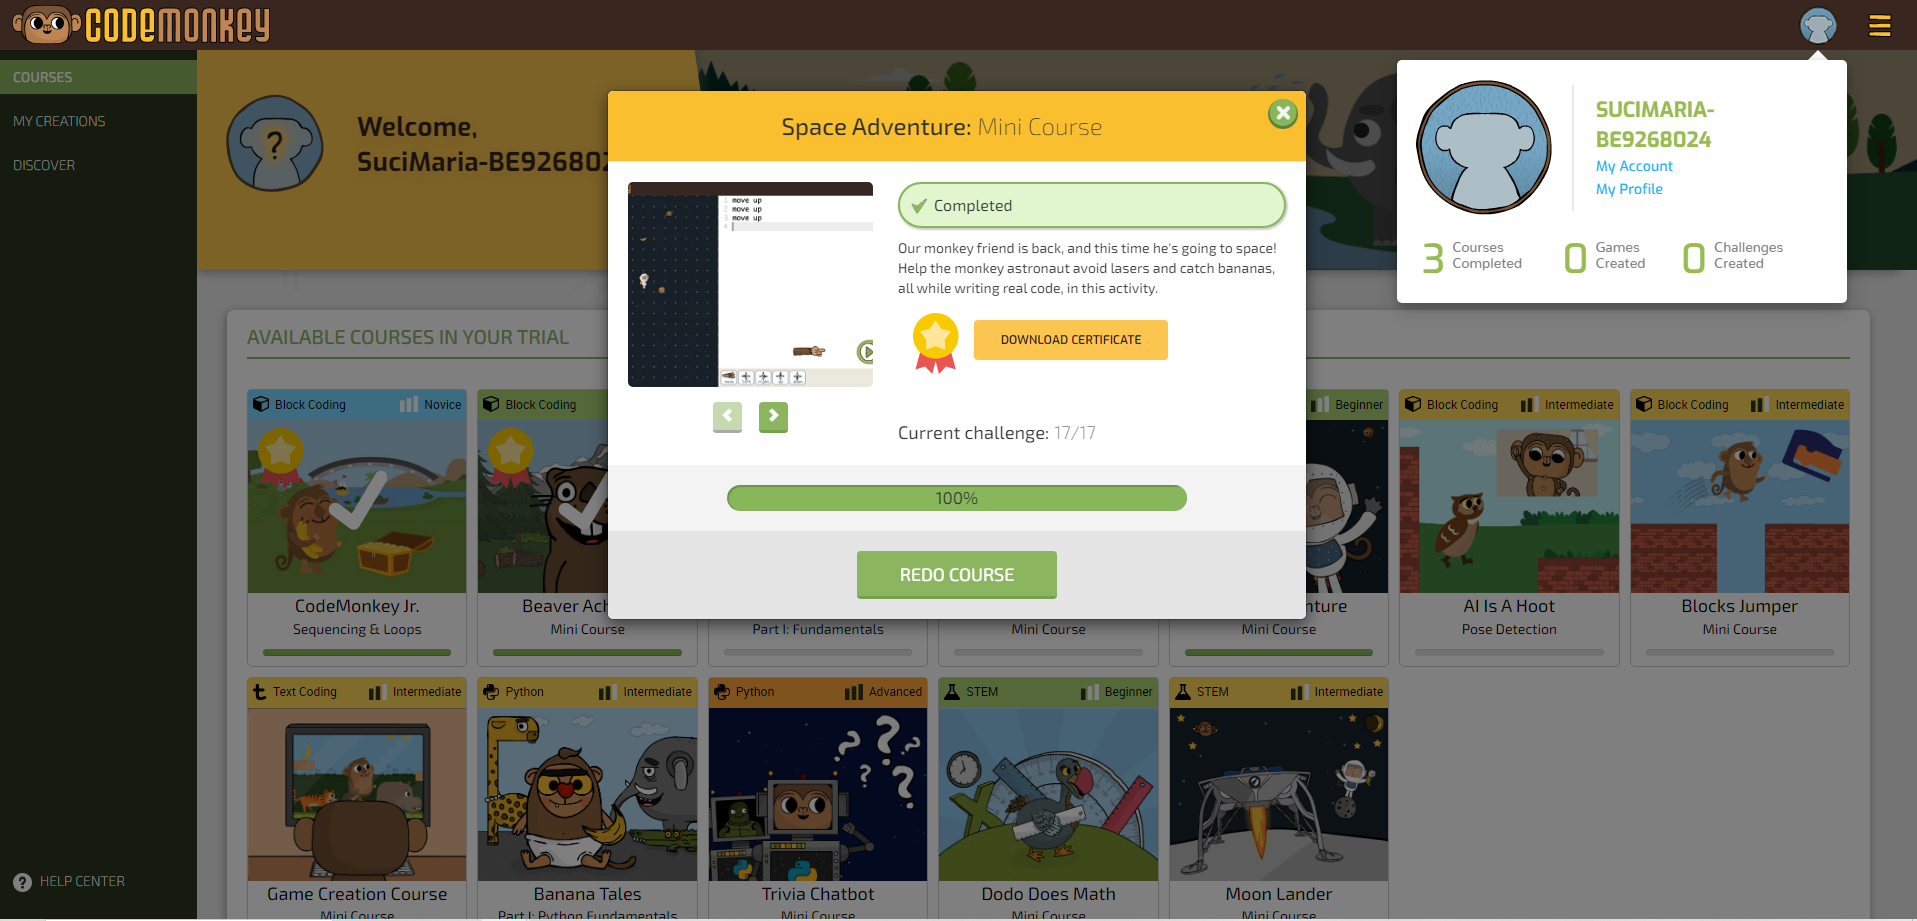 CODEMONKEY
COURSES
MY CREATIONS
DISCOVER
HELP CENTER
Welcome,
SuciMaria-BE926802
Space Adventure: Mini Course
1 move up
2 move up
3 move up
4
Completed
Our monkey friend is back, and this time he's going to space!
Help the monkey astronaut avoid lasers and catch bananas,
all while writing real code, in this activity.
DOWNLOAD CERTIFICATE
Current challenge: 17/17
100%
REDO COURSE
SUCIMARIA-
BE9268024
My Account
My Profile
3 Courses
Completed
0 Games
Created
0 Challenges
Created
AVAILABLE COURSES IN YOUR TRIAL
Block Coding Novice
CodeMonkey Jr.
Sequencing & Loops
Block Coding
Beaver Ach
Mini Course
Part I: Fundamentals
Mini Course
Beginner
nture
Mini Course
Block Coding Intermediate
AI Is A Hoot
Pose Detection
Block Coding Intermediate
Blocks Jumper
Mini Course
Text Coding Intermediate
Game Creation Course
Mini Course
Python Intermediate
Banana Tales
Part I: Python Fundamentals
Python Advanced
Trivia Chatbot
Mini Course
STEM Beginner
Dodo Does Math
Mini Course
STEM Intermediate
Moon Lander
Mini Course